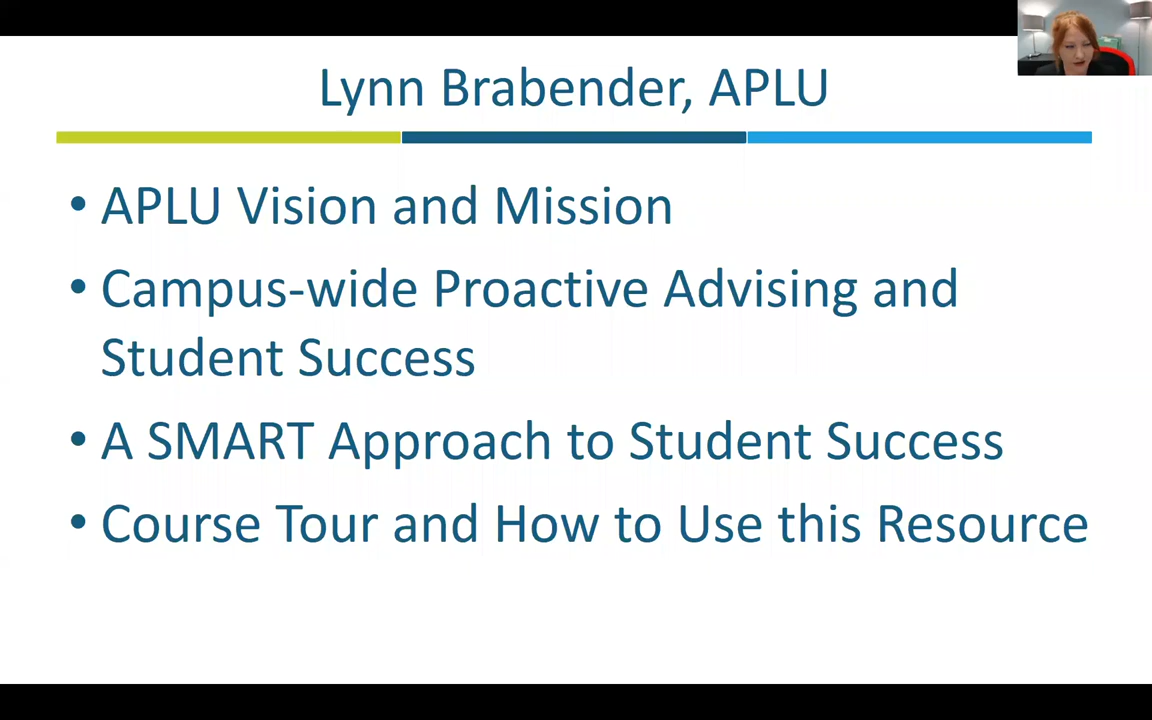 Lynn Brabender, APLU
• APLU Vision and Mission
• Campus-wide Proactive Advising and
Student Success
• A SMART Approach to Student Success
• Course Tour and How to Use this Resource